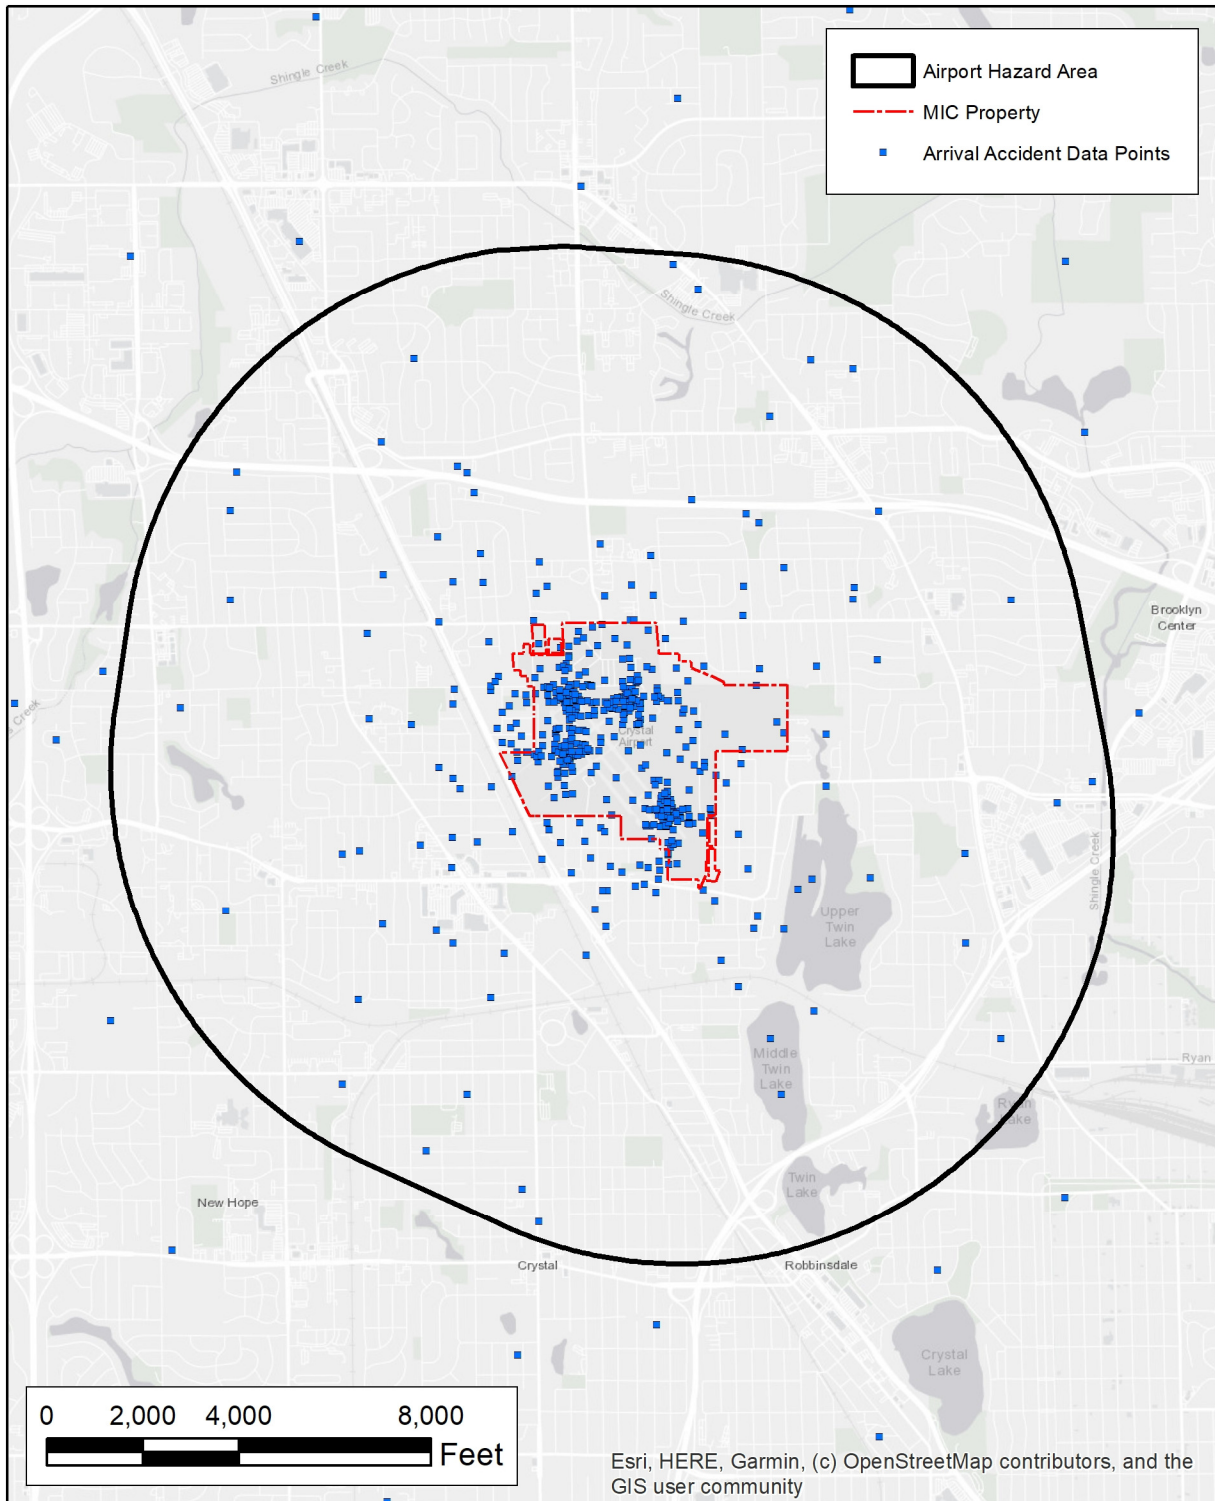 Shingle Creek
Airport Hazard Area
MIC Property
Arrival Accident Data Points
Shingle Creek
Brooklyn
Center
Creek
Crystal
Airport
Shingle Creek
Upper
Twin
Lake
Middle
Twin
Lake
Ryan
Ryan
Lake
Twin
Lake
New Hope
Crystal
Robbinsdale
Crystal
Lake
0 2,000 4,000 8,000
Feet
Esri, HERE, Garmin, (c) OpenStreetMap contributors, and the
GIS user community